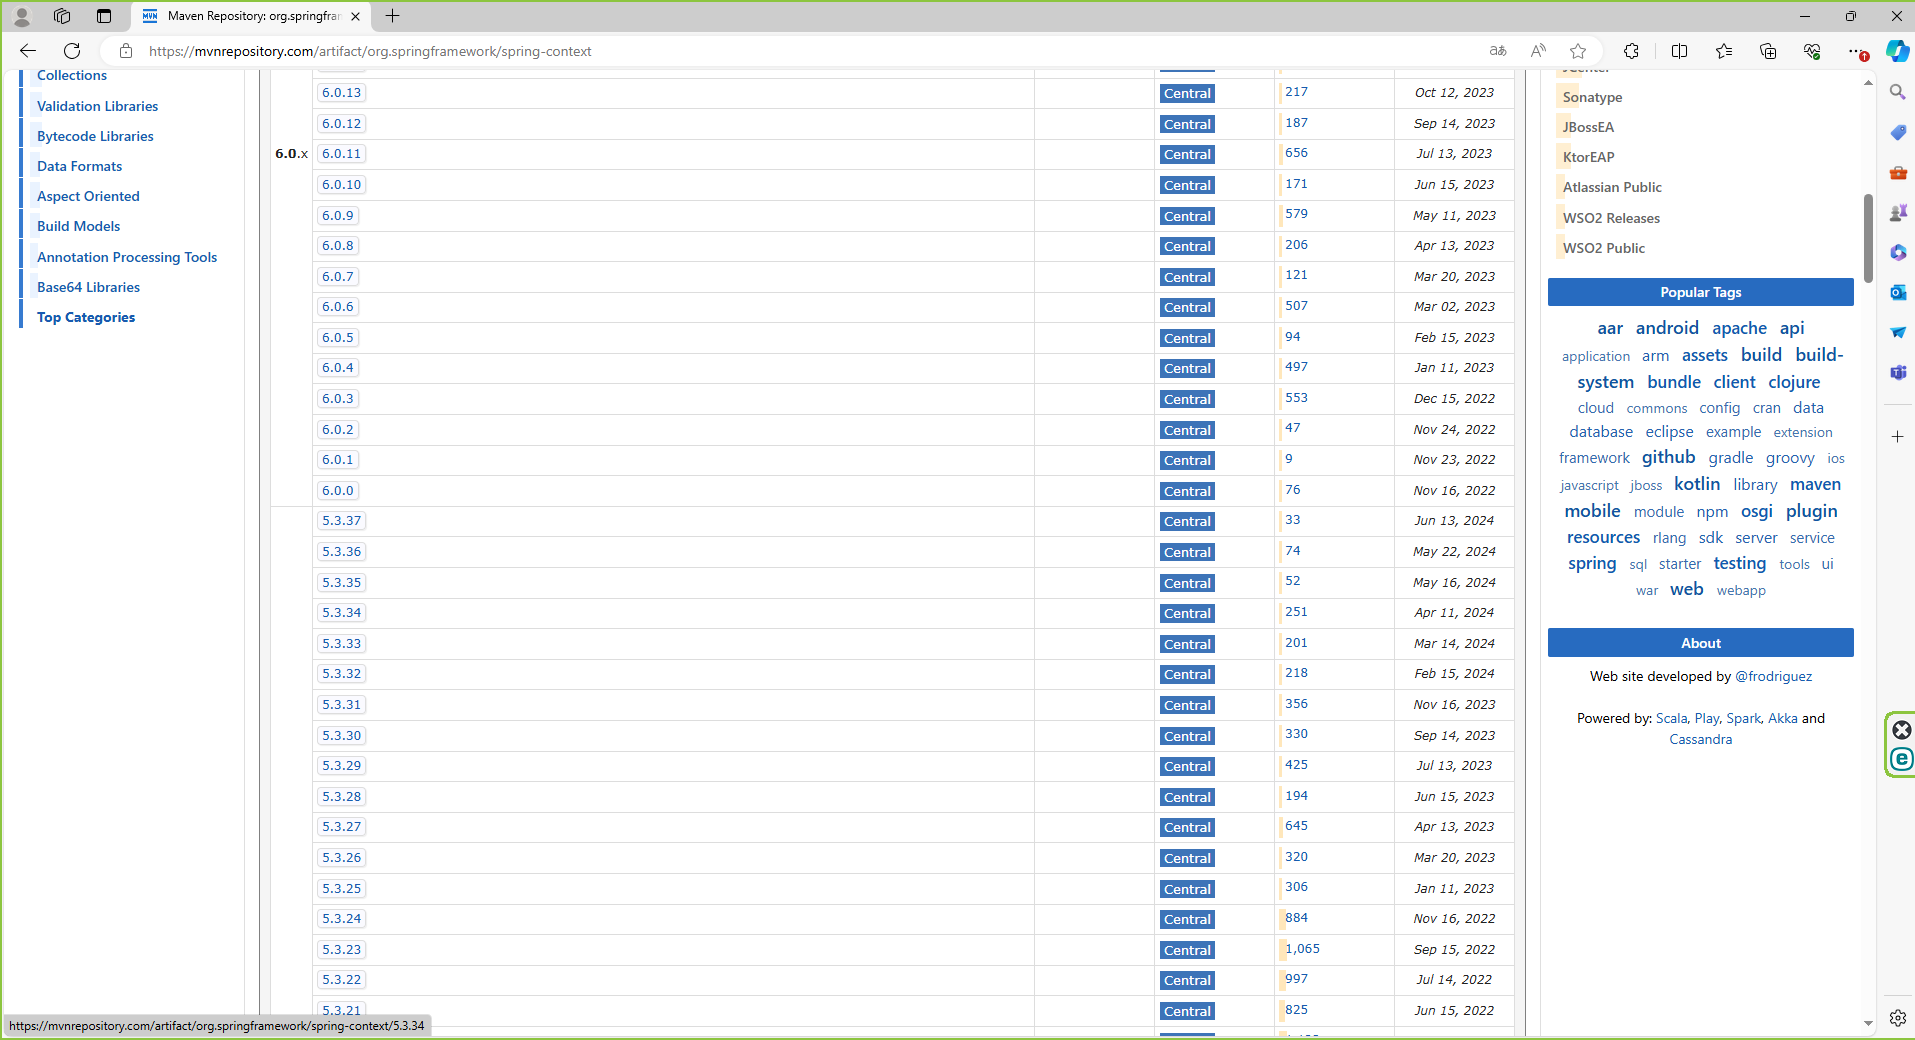 Maven Repository: org.springfram
https://mvnrepository.com/artifact/org.springframework/spring-context
Collections
Validation Libraries
Bytecode Libraries
Data Formats
Aspect Oriented
Build Models
Annotation Processing Tools
Base64 Libraries
Top Categories
6.0.x
6.0.13 Central 217 Oct 12, 2023
6.0.12 Central 187 Sep 14, 2023
6.0.11 Central 656 Jul 13, 2023
6.0.10 Central 171 Jun 15, 2023
6.0.9 Central 579 May 11, 2023
6.0.8 Central 206 Apr 13, 2023
6.0.7 Central 121 Mar 20, 2023
6.0.6 Central 507 Mar 02, 2023
6.0.5 Central 94 Feb 15, 2023
6.0.4 Central 497 Jan 11, 2023
6.0.3 Central 553 Dec 15, 2022
6.0.2 Central 47 Nov 24, 2022
6.0.1 Central 9 Nov 23, 2022
6.0.0 Central 76 Nov 16, 2022
5.3.37 Central 33 Jun 13, 2024
5.3.36 Central 74 May 22, 2024
5.3.35 Central 52 May 16, 2024
5.3.34 Central 251 Apr 11, 2024
5.3.33 Central 201 Mar 14, 2024
5.3.32 Central 218 Feb 15, 2024
5.3.31 Central 356 Nov 16, 2023
5.3.30 Central 330 Sep 14, 2023
5.3.29 Central 425 Jul 13, 2023
5.3.28 Central 194 Jun 15, 2023
5.3.27 Central 645 Apr 13, 2023
5.3.26 Central 320 Mar 20, 2023
5.3.25 Central 306 Jan 11, 2023
5.3.24 Central 884 Nov 16, 2022
5.3.23 Central 1,065 Sep 15, 2022
5.3.22 Central 997 Jul 14, 2022
5.3.21 Central 825 Jun 15, 2022
Sonatype
JBossEA
KtorEAP
Atlassian Public
WSO2 Releases
WSO2 Public
Popular Tags
aar android apache api
application arm assets build build-
system bundle client clojure
cloud commons config cran data
database eclipse example extension
framework github gradle groovy ios
javascript jboss kotlin library maven
mobile module npm osgi plugin
resources rlang sdk server service
spring sql starter testing tools ui
war web webapp
About
Web site developed by @frodriguez
Powered by: Scala, Play, Spark, Akka and
Cassandra
https://mvnrepository.com/artifact/org.springframework/spring-context/5.3.34